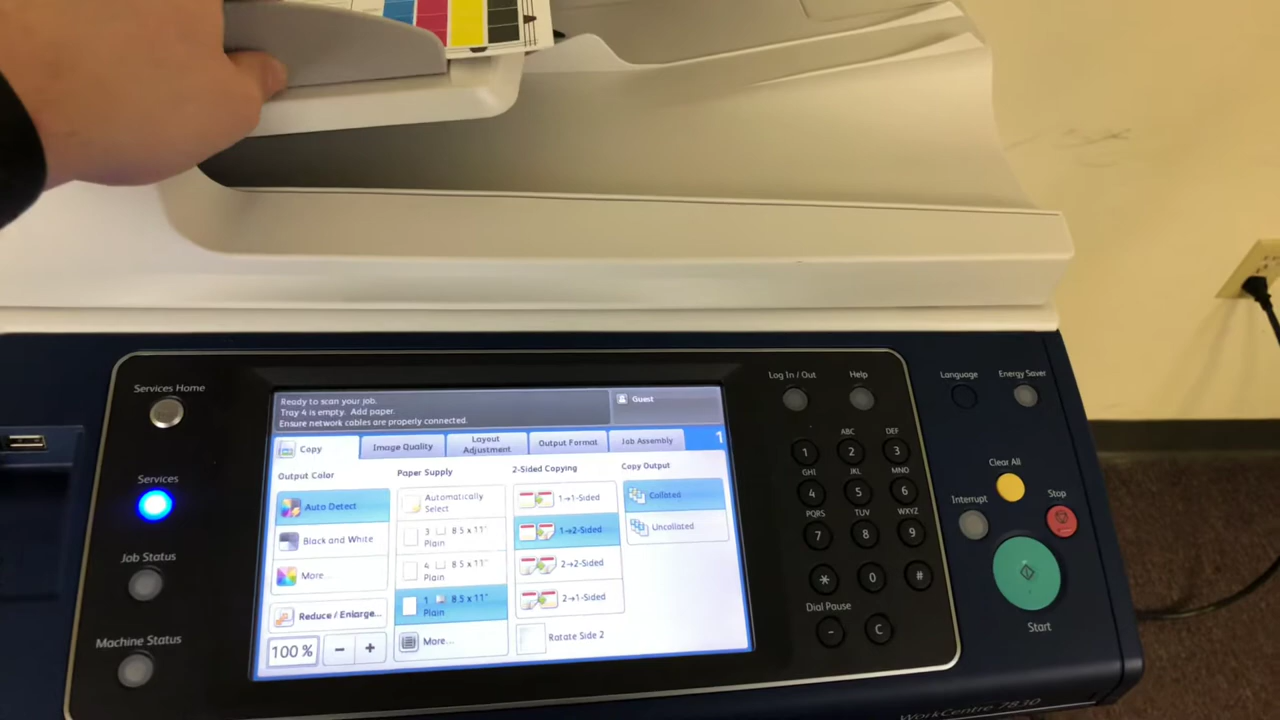 Services Home
Services
Job Status
Machine Status
Ready to scan your job.
Tray 4 is empty. Add paper.
Ensure network cables are properly connected.
Guest
Copy
Image Quality
Layout
Adjustment
Output Format
Job Assembly
1
Output Color
Auto Detect
Black and White
More...
Reduce / Enlarge...
100 %
− +
Paper Supply
Automatically
Select
3 8.5 x 11"
Plain
4 8.5 x 11"
Plain
1 8.5 x 11"
Plain
More...
2-Sided Copying
1→1-Sided
1→2-Sided
2→2-Sided
2→1-Sided
Rotate Side 2
Copy Output
Collated
Uncollated
Log In / Out
Help
ABC DEF
1 2 3
GHI JKL MNO
4 5 6
PQRS TUV WXYZ
7 8 9
* 0 #
Dial Pause
- C
Language
Energy Saver
Clear All
Interrupt
Stop
Start
WorkCentre 7830